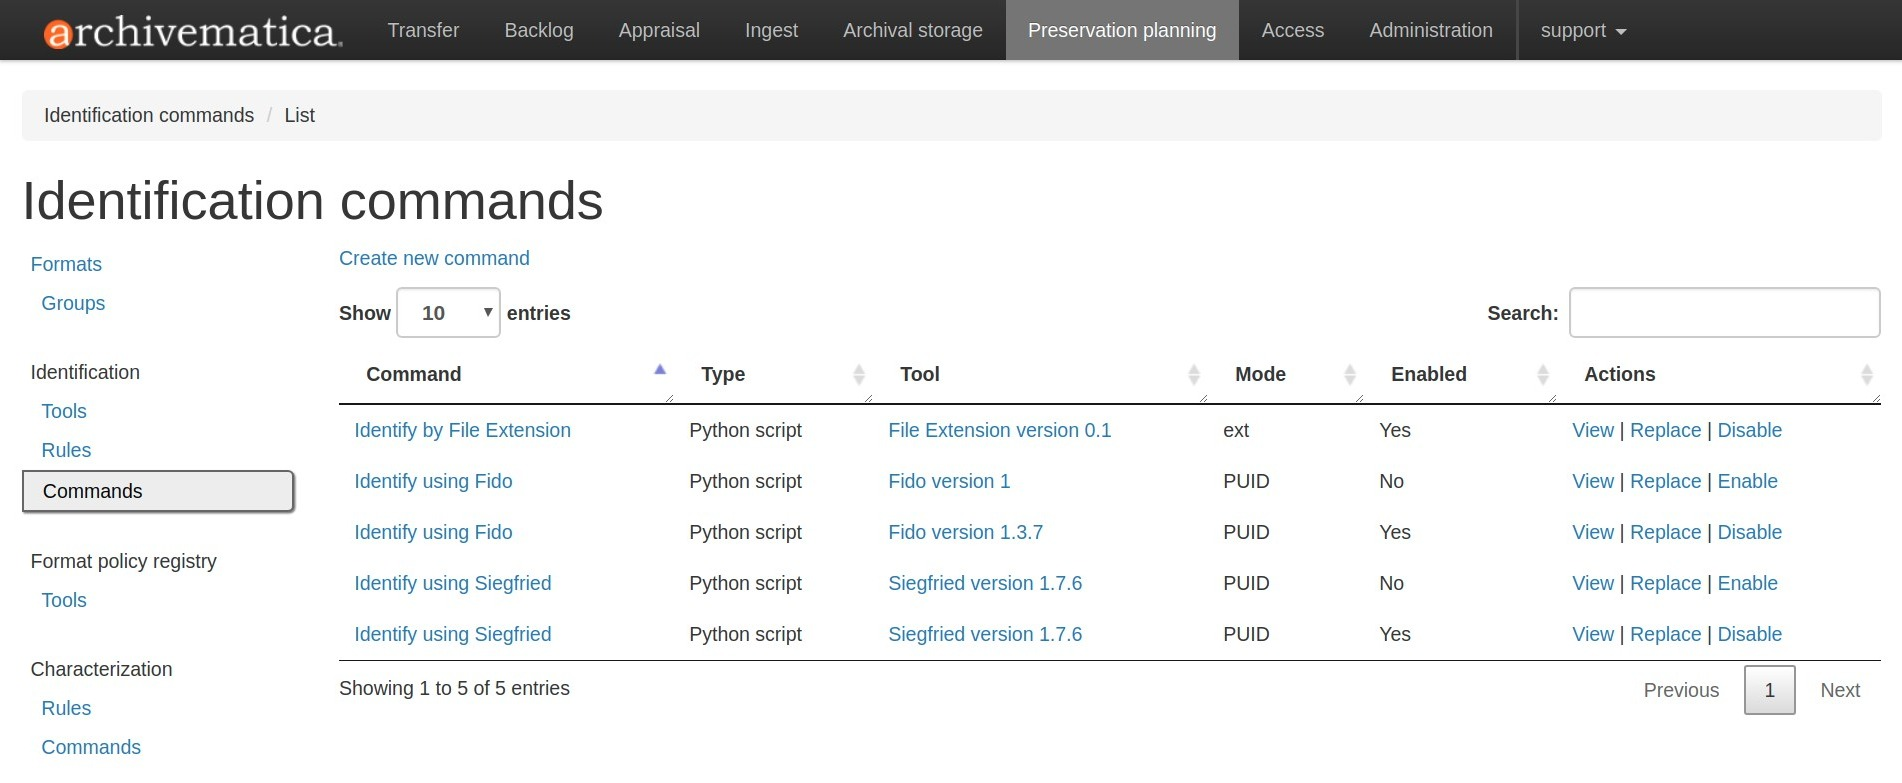 archivematica. Transfer Backlog Appraisal Ingest Archival storage Preservation planning Access Administration support
Identification commands / List
Identification commands
Formats
Groups
Identification
Tools
Rules
Commands
Format policy registry
Tools
Characterization
Rules
Commands
Create new command
Show 10 entries Search:
Command Type Tool Mode Enabled Actions
Identify by File Extension Python script File Extension version 0.1 ext Yes View | Replace | Disable
Identify using Fido Python script Fido version 1 PUID No View | Replace | Enable
Identify using Fido Python script Fido version 1.3.7 PUID Yes View | Replace | Disable
Identify using Siegfried Python script Siegfried version 1.7.6 PUID No View | Replace | Enable
Identify using Siegfried Python script Siegfried version 1.7.6 PUID Yes View | Replace | Disable
Showing 1 to 5 of 5 entries Previous 1 Next